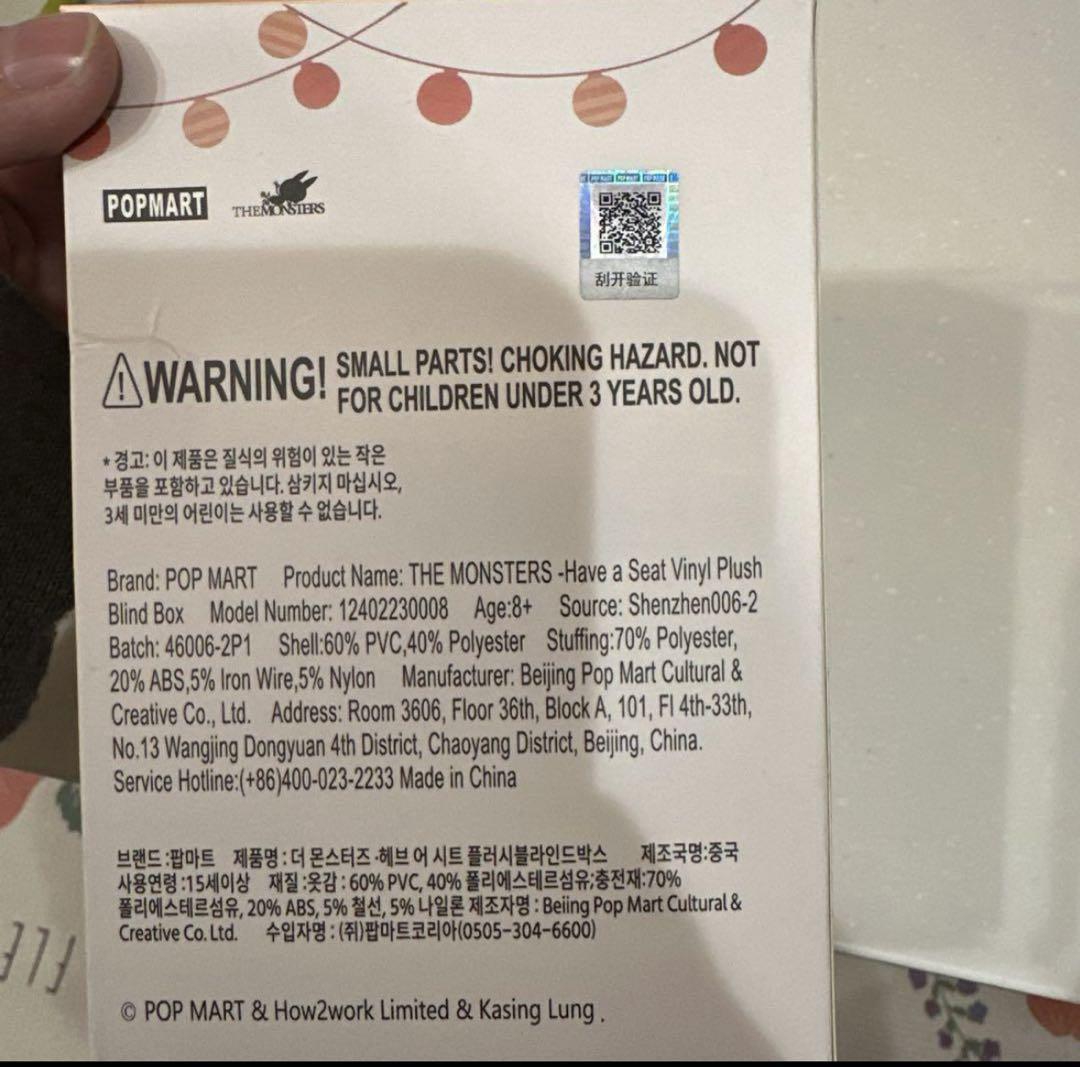 POPMART
THEMONSTERS
刮开验证
WARNING! SMALL PARTS! CHOKING HAZARD. NOT
FOR CHILDREN UNDER 3 YEARS OLD.
* 경고: 이 제품은 질식의 위험이 있는 작은
부품을 포함하고 있습니다. 삼키지 마십시오,
3세 미만의 어린이는 사용할 수 없습니다.
Brand: POP MART Product Name: THE MONSTERS -Have a Seat Vinyl Plush
Blind Box Model Number: 12402230008 Age:8+ Source: Shenzhen006-2
Batch: 46006-2P1 Shell:60% PVC,40% Polyester Stuffing:70% Polyester,
20% ABS,5% Iron Wire,5% Nylon Manufacturer: Beijing Pop Mart Cultural &
Creative Co., Ltd. Address: Room 3606, Floor 36th, Block A, 101, Fl 4th-33th,
No.13 Wangjing Dongyuan 4th District, Chaoyang District, Beijing, China.
Service Hotline:(+86)400-023-2233 Made in China
브랜드:팝마트 제품명 : 더 몬스터즈 -헤브 어 시트 플러시블라인드박스 제조국명:중국
사용연령 :15세이상 재질 :옷감 : 60% PVC, 40% 폴리에스테르섬유;충전재:70%
폴리에스테르섬유, 20% ABS, 5% 철선, 5% 나일론 제조자명 : Beiing Pop Mart Cultural &
Creative Co. Ltd. 수입자명 : (쥐)팝마트코리아(0505-304-6600)
© POP MART & How2work Limited & Kasing Lung .